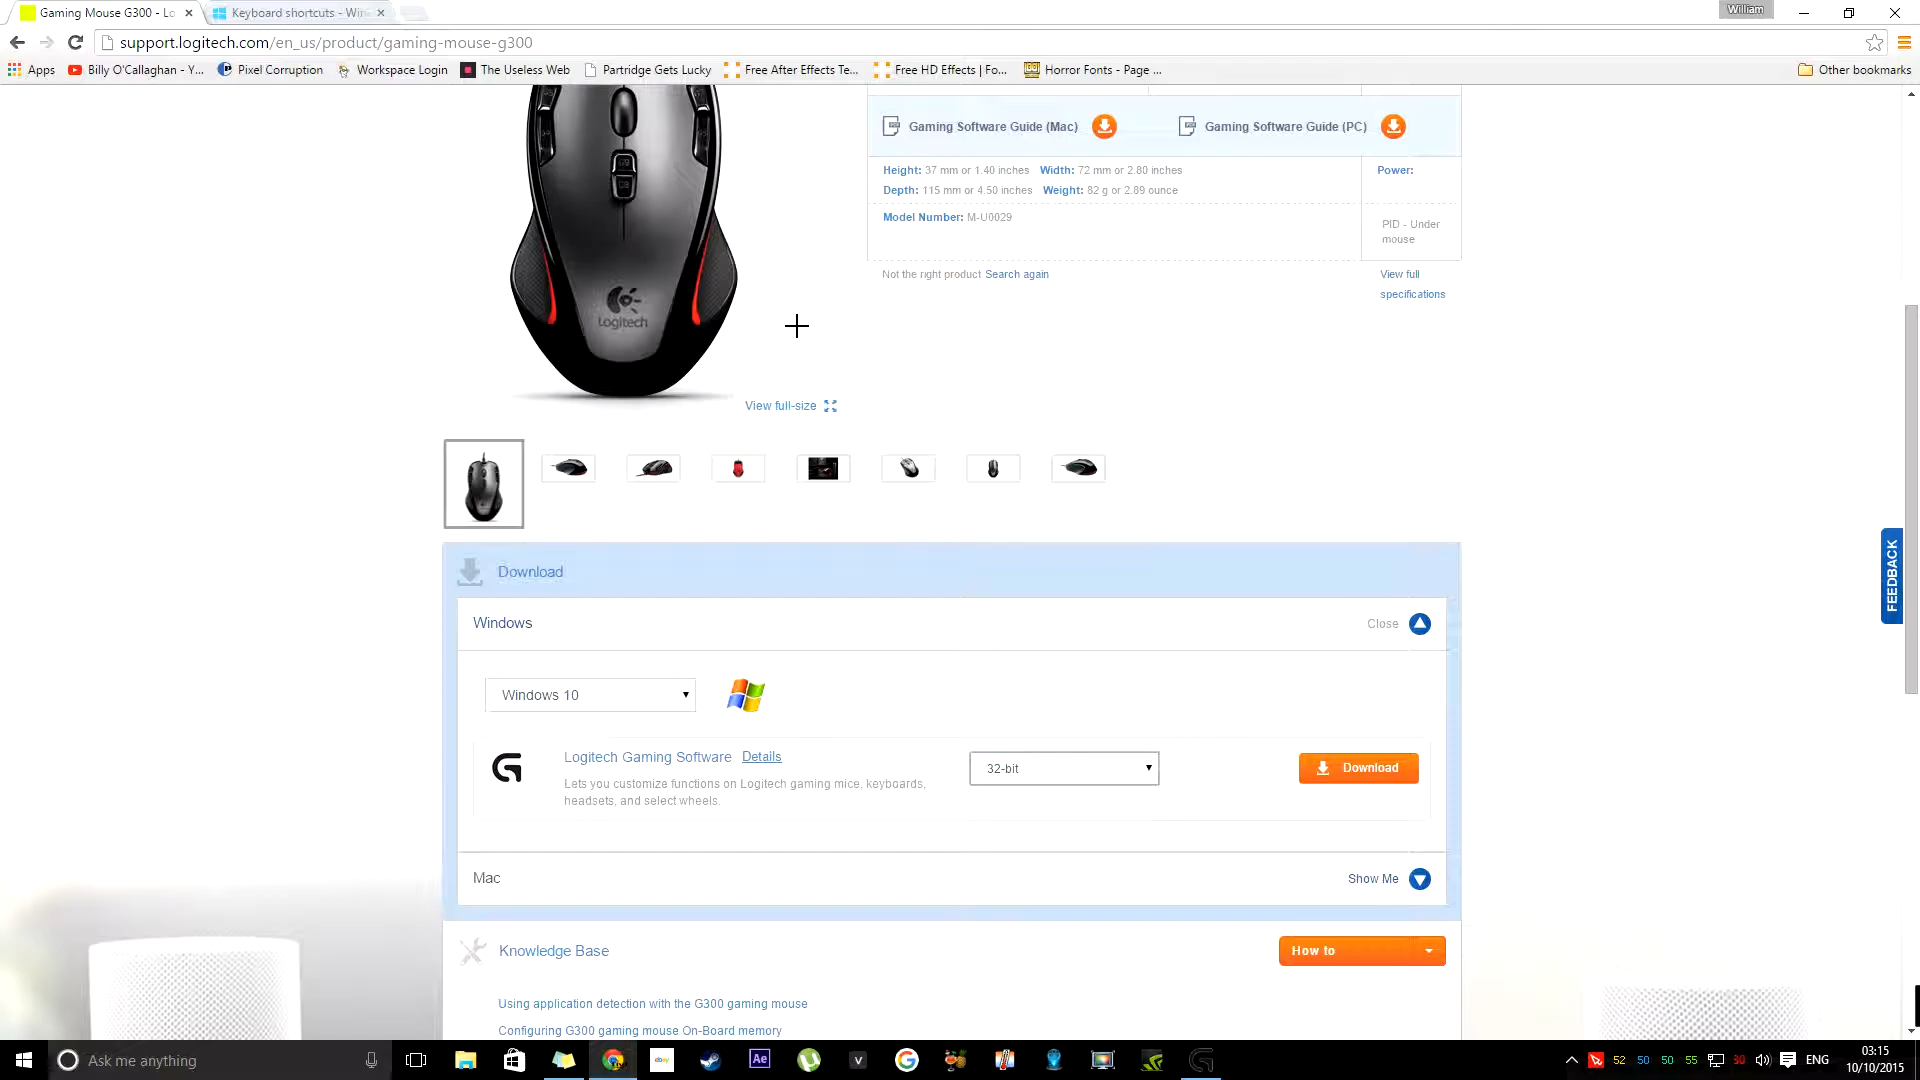 Gaming Mouse G300 - Lo
Keyboard shortcuts - Win
William
support.logitech.com/en_us/product/gaming-mouse-g300
Apps
Billy O'Callaghan - Y...
Pixel Corruption
Workspace Login
The Useless Web
Partridge Gets Lucky
Free After Effects Te...
Free HD Effects | Fo...
Horror Fonts - Page ...
Other bookmarks
Gaming Software Guide (Mac)
Gaming Software Guide (PC)
Height: 37 mm or 1.40 inches Width: 72 mm or 2.80 inches
Power:
Depth: 115 mm or 4.50 inches Weight: 82 g or 2.89 ounce
Model Number: M-U0029
PID - Under
mouse
Not the right product Search again
View full
specifications
Logitech
View full-size
Download
FEEDBACK
Windows
Close
Windows 10
Logitech Gaming Software Details
32-bit
Download
Lets you customize functions on Logitech gaming mice, keyboards,
headsets, and select wheels.
Mac
Show Me
Knowledge Base
How to
Using application detection with the G300 gaming mouse
Configuring G300 gaming mouse On-Board memory
Ask me anything
ebay
Ae
V
G
52
50
50
55
30
ENG
03:15
10/10/2015